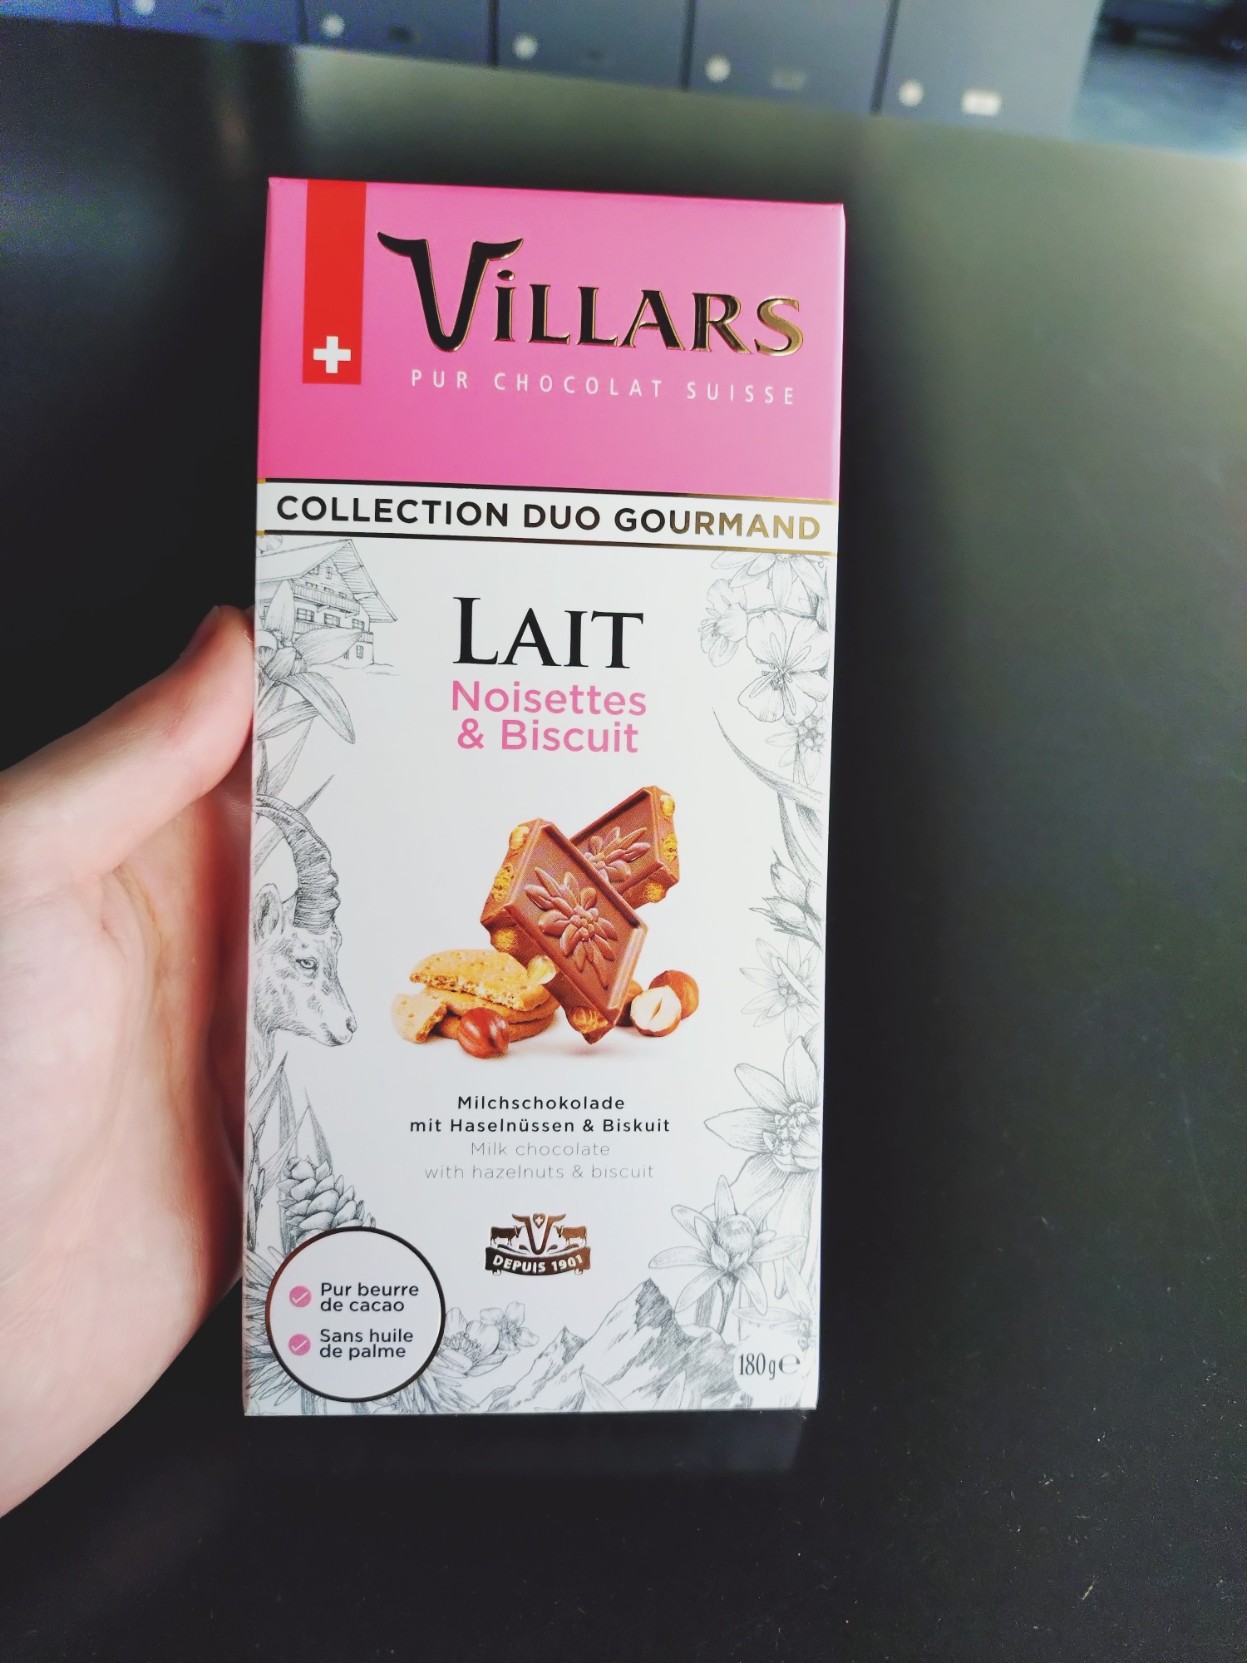 VILLARS
PUR CHOCOLAT SUISSE
COLLECTION DUO GOURMAND
LAIT
Noisettes
& Biscuit
Milchschokolade
mit Haselnüssen & Biskuit
Milk chocolate
with hazelnuts & biscuit
DEPUIS 1901
Pur beurre
de cacao
Sans huile
de palme
180g e